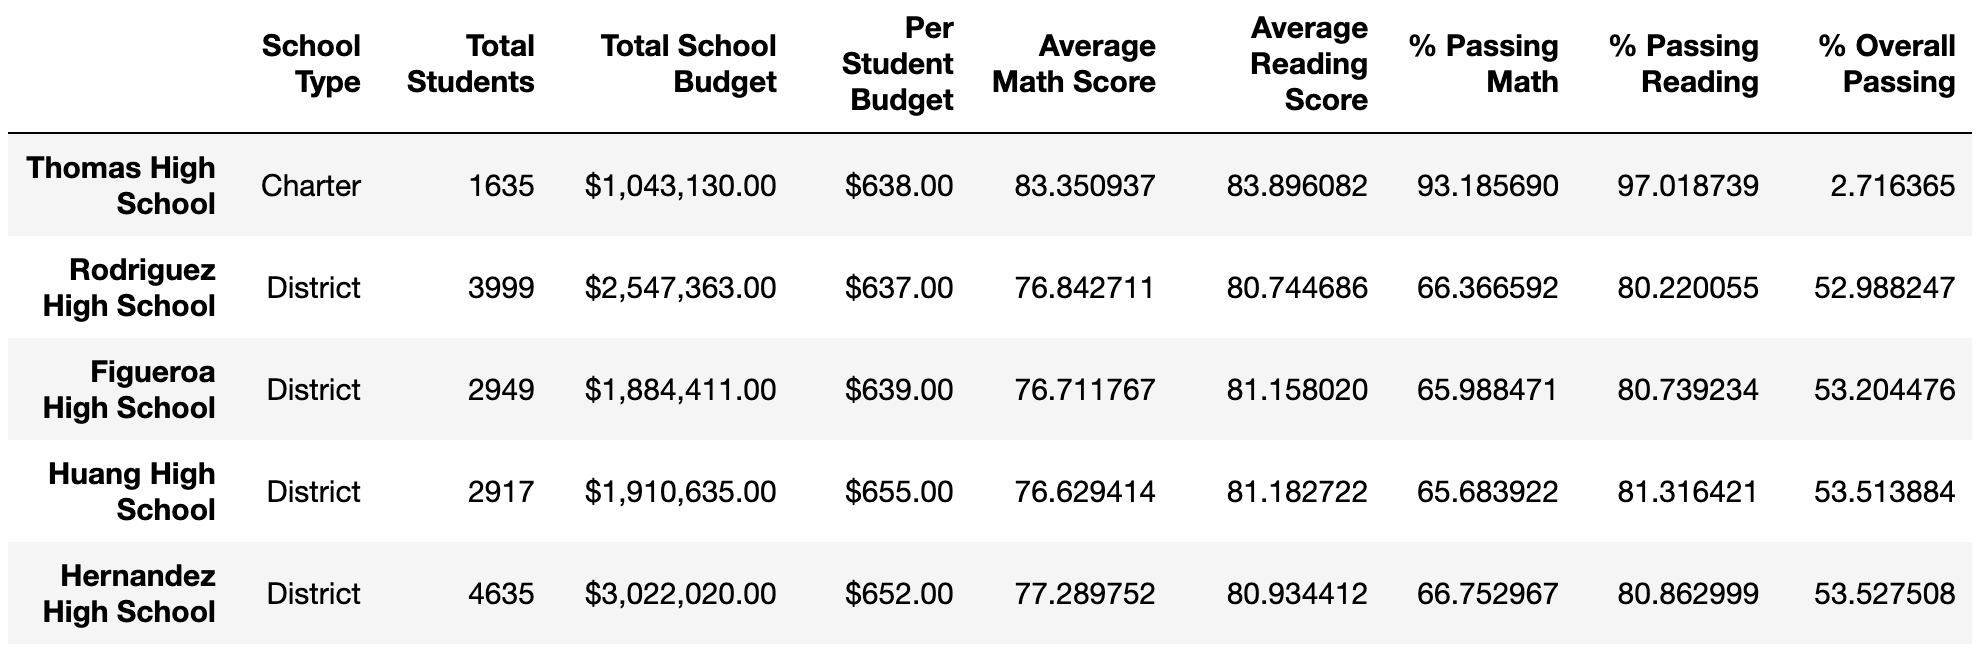 School Type Total Students Total School Budget Per Student Budget Average Math Score Average Reading Score % Passing Math % Passing Reading % Overall Passing
Thomas High School Charter 1635 $1,043,130.00 $638.00 83.350937 83.896082 93.185690 97.018739 2.716365
Rodriguez High School District 3999 $2,547,363.00 $637.00 76.842711 80.744686 66.366592 80.220055 52.988247
Figueroa High School District 2949 $1,884,411.00 $639.00 76.711767 81.158020 65.988471 80.739234 53.204476
Huang High School District 2917 $1,910,635.00 $655.00 76.629414 81.182722 65.683922 81.316421 53.513884
Hernandez High School District 4635 $3,022,020.00 $652.00 77.289752 80.934412 66.752967 80.862999 53.527508